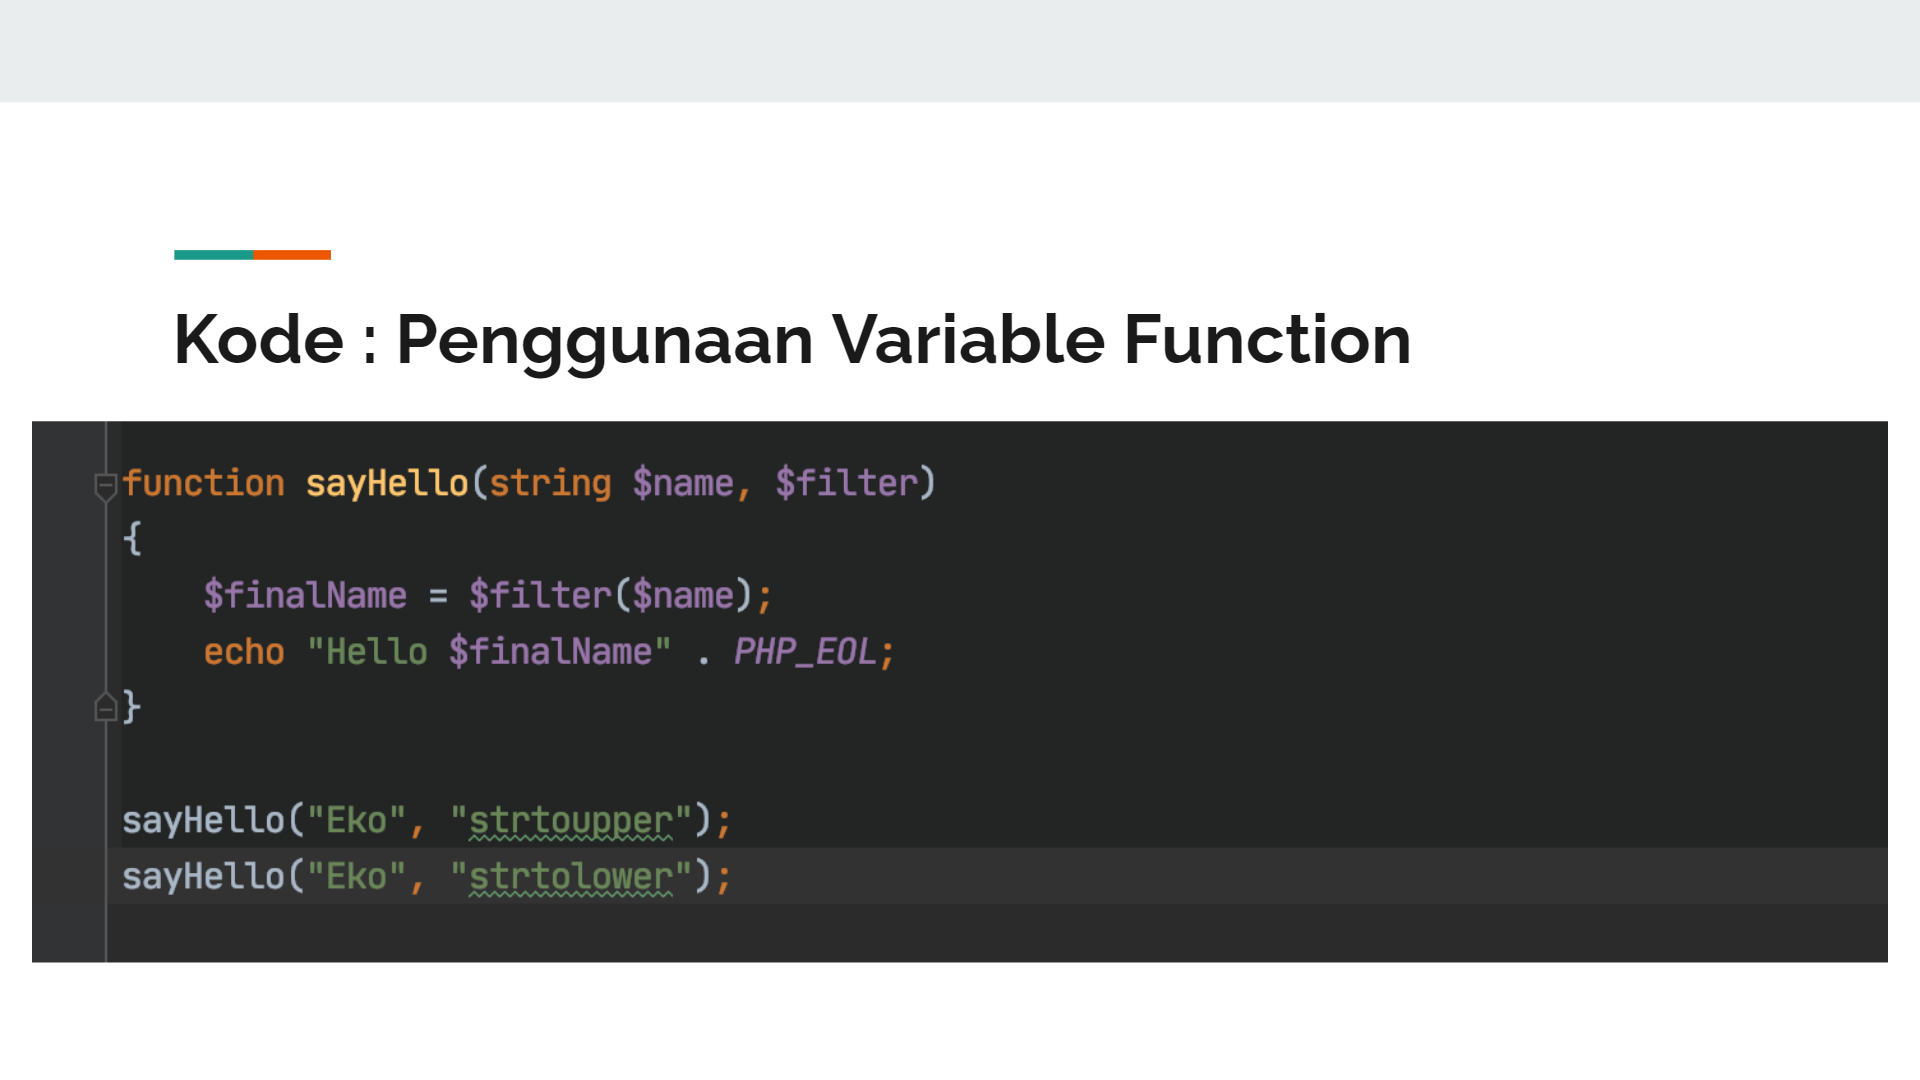 Kode : Penggunaan Variable Function
function sayHello(string $name, $filter)
{
    $finalName = $filter($name);
    echo "Hello $finalName" . PHP_EOL;
}
sayHello("Eko", "strtoupper");
sayHello("Eko", "strtolower");